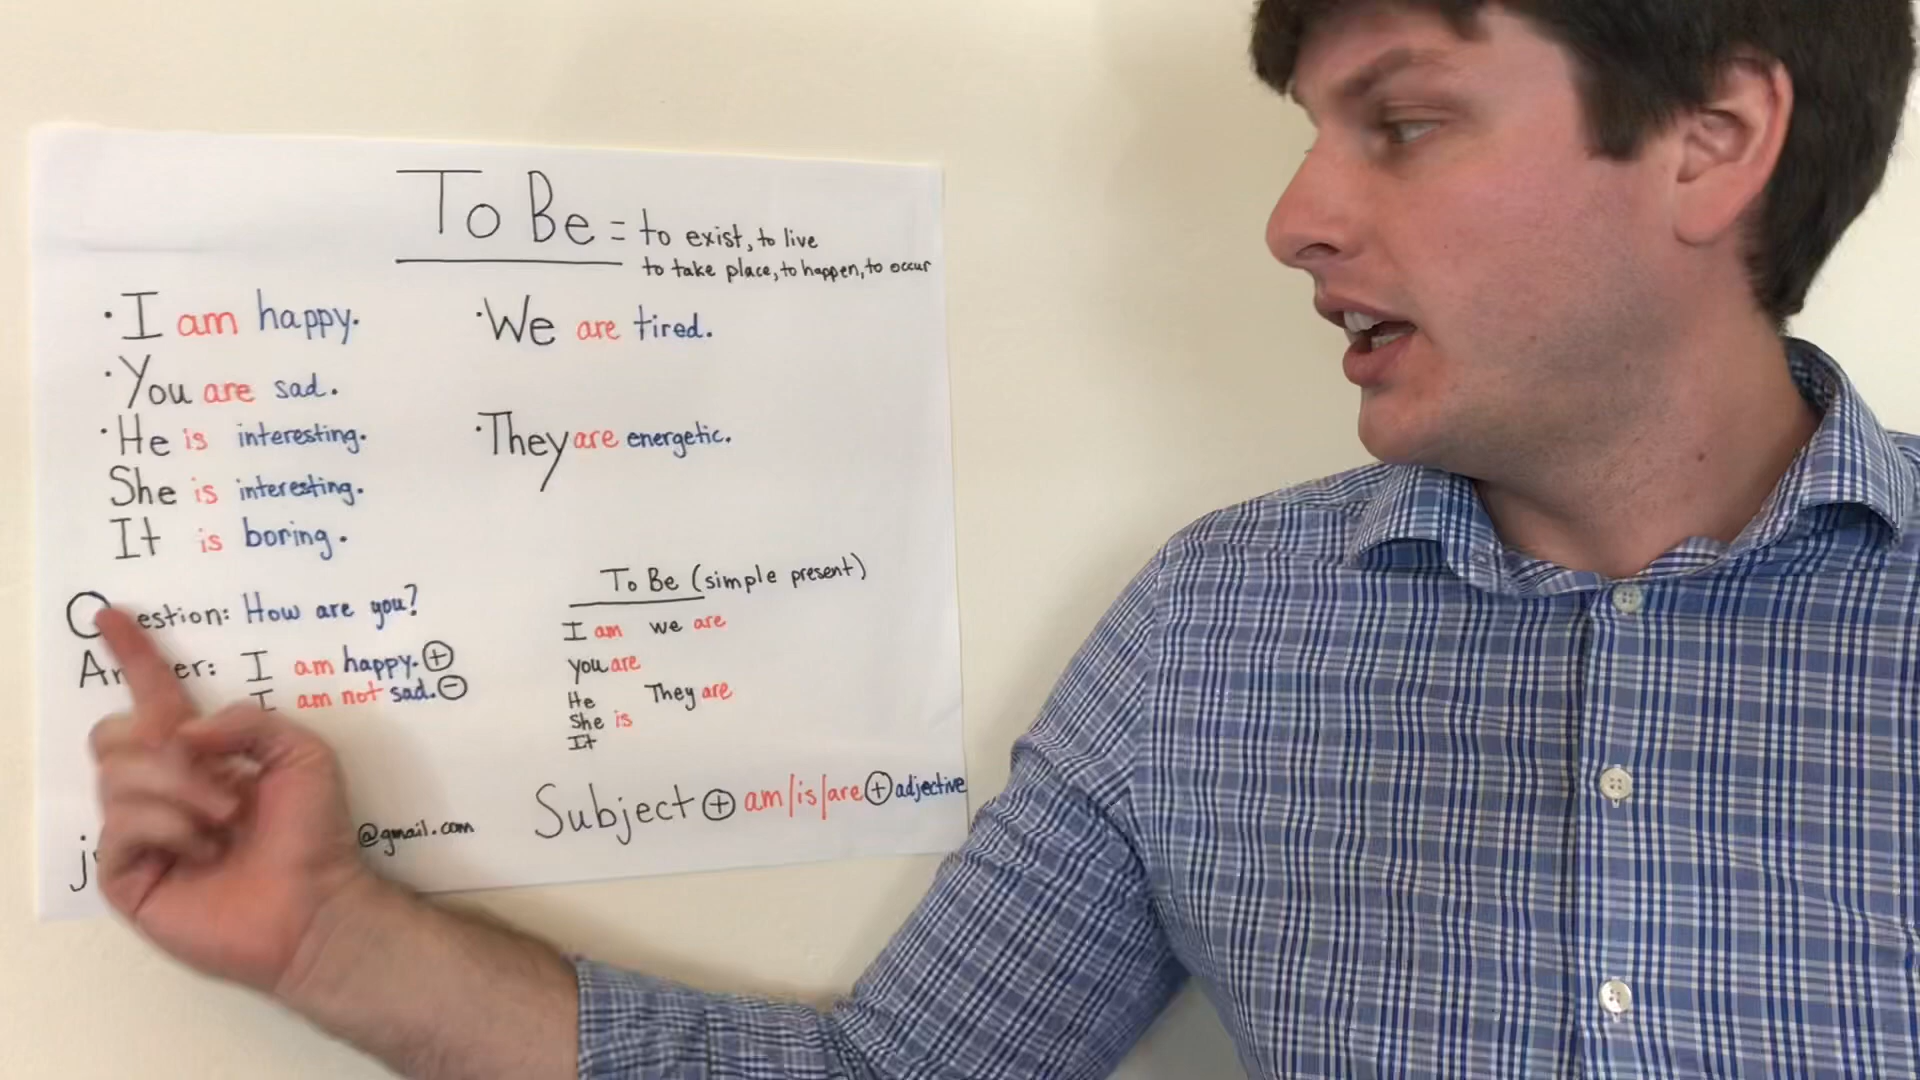 To Be = to exist, to live
to take place, to happen, to occur
· I am happy.
· You are sad.
· He is interesting.
She is interesting.
It is boring.
· We are tired.
· They are energetic.
How are you?
I am happy. +
I am not sad. -
To Be (simple present)
I am we are
you are
He
They are
She is
It
Subject + am/is/are + adjective
@gmail.com